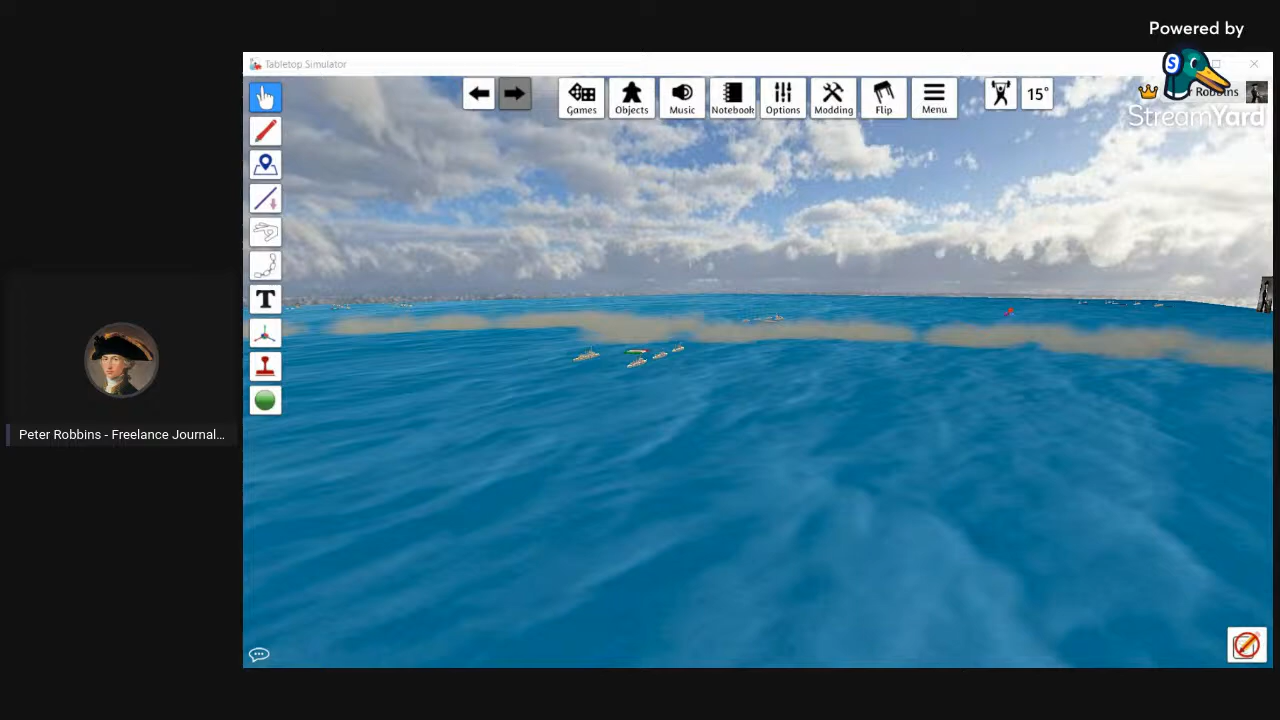 Powered by
Tabletop Simulator
Games
Objects
Music
Notebook
Options
Modding
Flip
Menu
15°
Robbins
StreamYard
T
S
Peter Robbins - Freelance Journal...